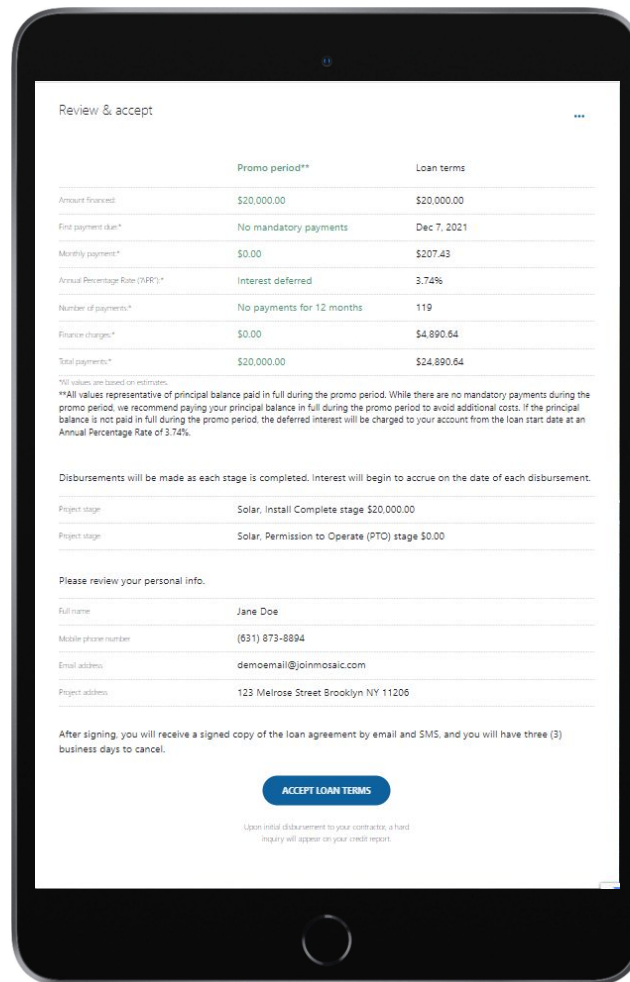 Review & accept
•••
Promo period** Loan terms
Amount financed: $20,000.00 $20,000.00
First payment due:* No mandatory payments Dec 7, 2021
Monthly payment:* $0.00 $207.43
Annual Percentage Rate ("APR"):* Interest deferred 3.74%
Number of payments:* No payments for 12 months 119
Finance charges:* $0.00 $4,890.64
Total payments:* $20,000.00 $24,890.64
*All values are based on estimates.
**All values representative of principal balance paid in full during the promo period. While there are no mandatory payments during the
promo period, we recommend paying your principal balance in full during the promo period to avoid additional costs. If the principal
balance is not paid in full during the promo period, the deferred interest will be charged to your account from the loan start date at an
Annual Percentage Rate of 3.74%.
Disbursements will be made as each stage is completed. Interest will begin to accrue on the date of each disbursement.
Project stage Solar, Install Complete stage $20,000.00
Project stage Solar, Permission to Operate (PTO) stage $0.00
Please review your personal info.
Full name Jane Doe
Mobile phone number (631) 873-8894
Email address demoemail@joinmosaic.com
Project address 123 Melrose Street Brooklyn NY 11206
After signing, you will receive a signed copy of the loan agreement by email and SMS, and you will have three (3)
business days to cancel.
ACCEPT LOAN TERMS
Upon initial disbursement to your contractor, a hard
inquiry will appear on your credit report.